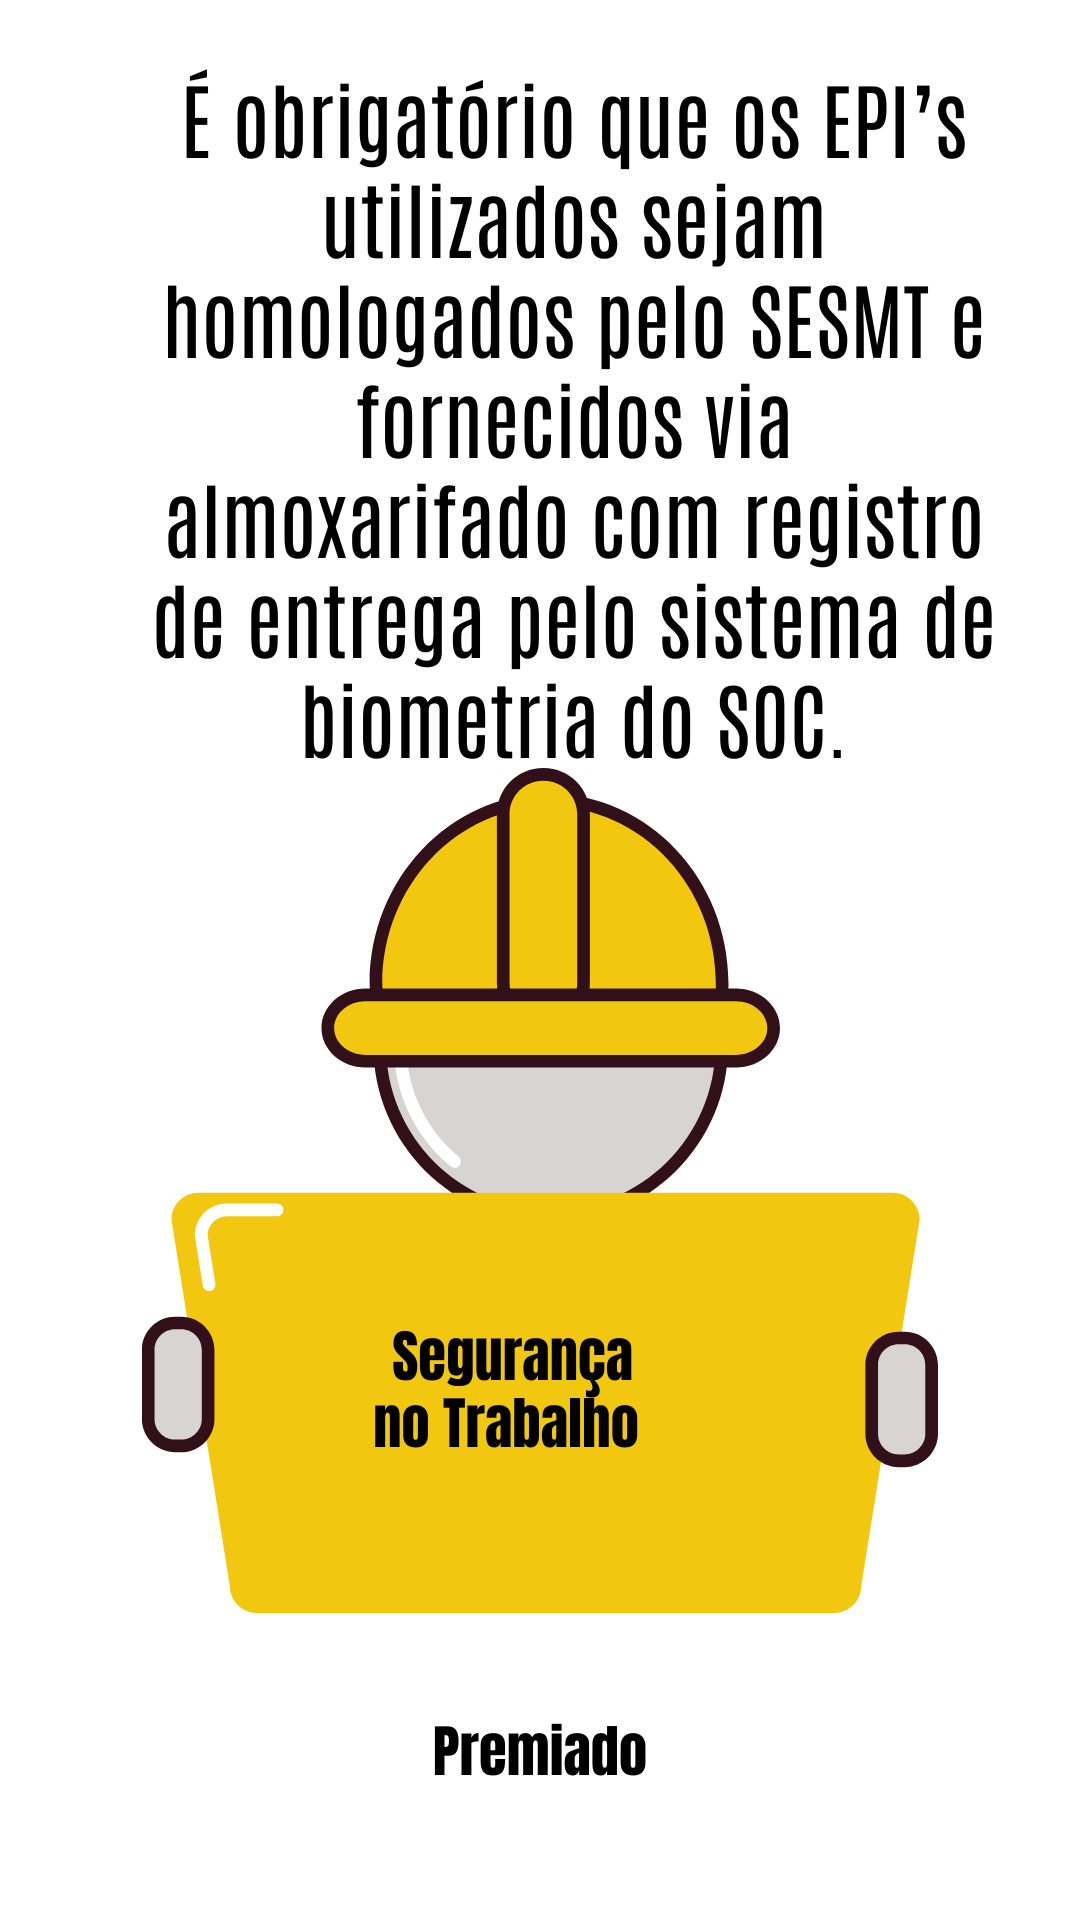 É obrigatório que os EPI’s
utilizados sejam
homologados pelo SESMT e
fornecidos via
almoxarifado com registro
de entrega pelo sistema de
biometria do SOC.
Segurança
no Trabalho
Premiado